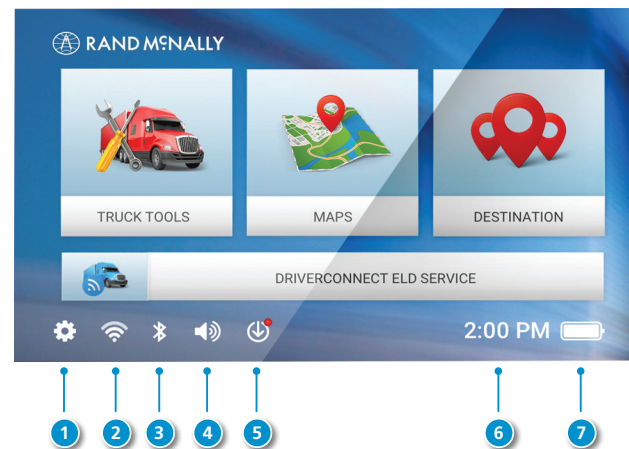 RAND McNALLY
TRUCK TOOLS
MAPS
DESTINATION
DRIVERCONNECT ELD SERVICE
2:00 PM
1
2
3
4
5
6
7